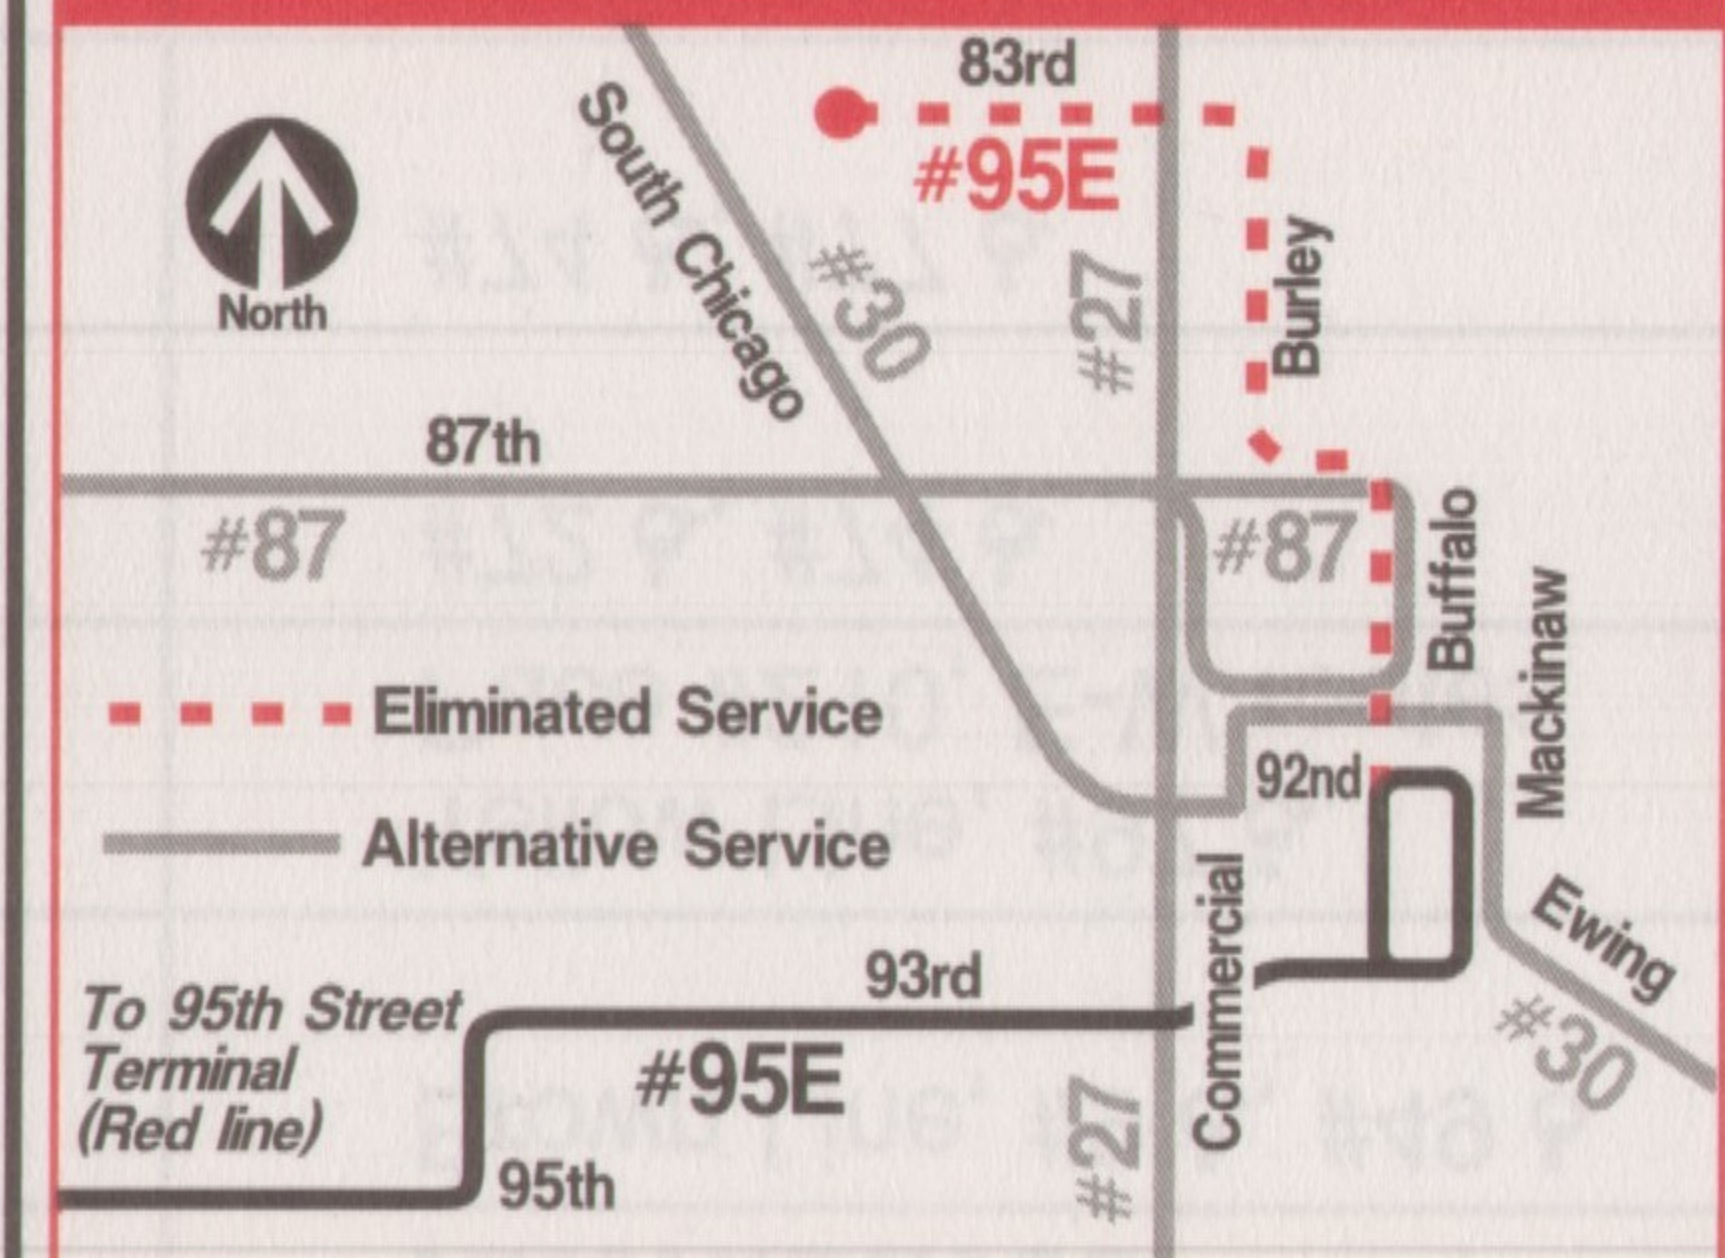 83rd
#95E
South Chicago
#30
#27
Burley
North
87th
#87
#87
Buffalo
Mackinaw
Eliminated Service
92nd
Alternative Service
Commercial
Ewing
#30
93rd
To 95th Street
Terminal
(Red line)
#95E
#27
95th